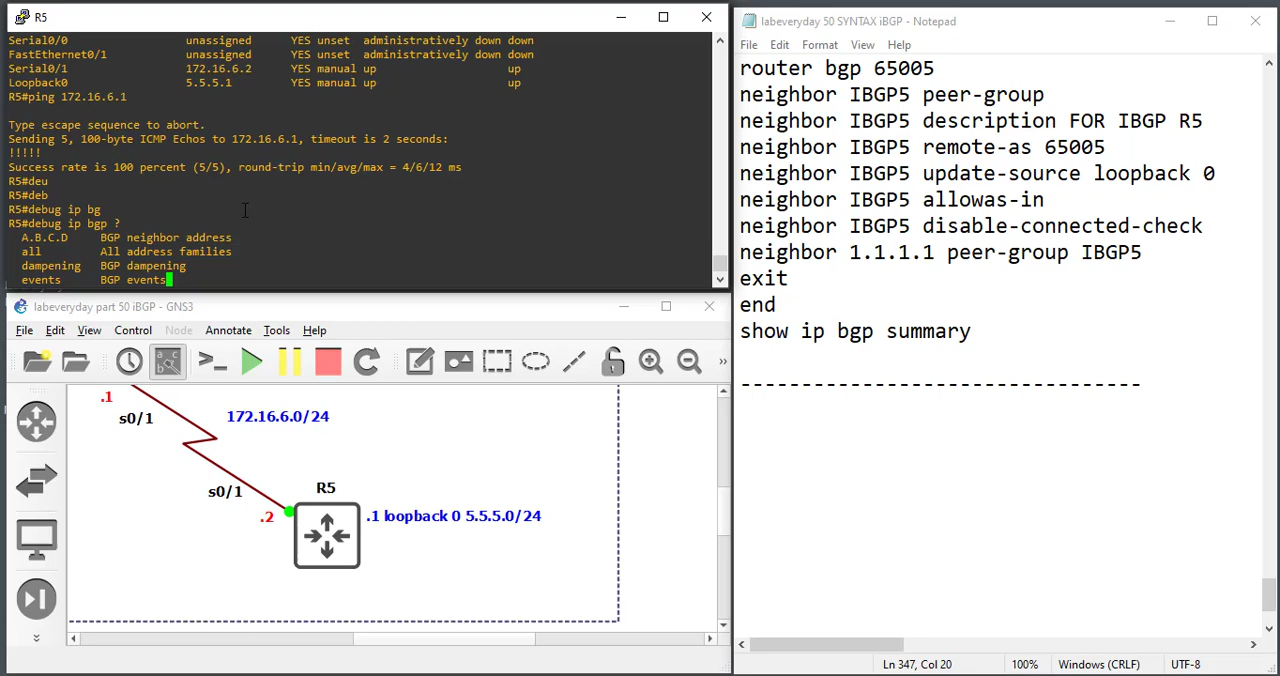 R5
Serial0/0 unassigned YES unset administratively down down
FastEthernet0/1 unassigned YES unset administratively down down
Serial0/1 172.16.6.2 YES manual up up
Loopback0 5.5.5.1 YES manual up up
R5#ping 172.16.6.1
Type escape sequence to abort.
Sending 5, 100-byte ICMP Echos to 172.16.6.1, timeout is 2 seconds:
!!!!!
Success rate is 100 percent (5/5), round-trip min/avg/max = 4/6/12 ms
R5#deu
R5#deb
R5#debug ip bg
R5#debug ip bgp ?
A.B.C.D BGP neighbor address
all All address families
dampening BGP dampening
events BGP events
labeveryday part 50 iBGP - GNS3
File Edit View Control Node Annotate Tools Help
abc
»
.1
s0/1
172.16.6.0/24
s0/1
R5
.2
.1 loopback 0 5.5.5.0/24
labeveryday 50 SYNTAX iBGP - Notepad
File Edit Format View Help
router bgp 65005
neighbor IBGP5 peer-group
neighbor IBGP5 description FOR IBGP R5
neighbor IBGP5 remote-as 65005
neighbor IBGP5 update-source loopback 0
neighbor IBGP5 allowas-in
neighbor IBGP5 disable-connected-check
neighbor 1.1.1.1 peer-group IBGP5
exit
end
show ip bgp summary
---------------------------------
Ln 347, Col 20 100% Windows (CRLF) UTF-8